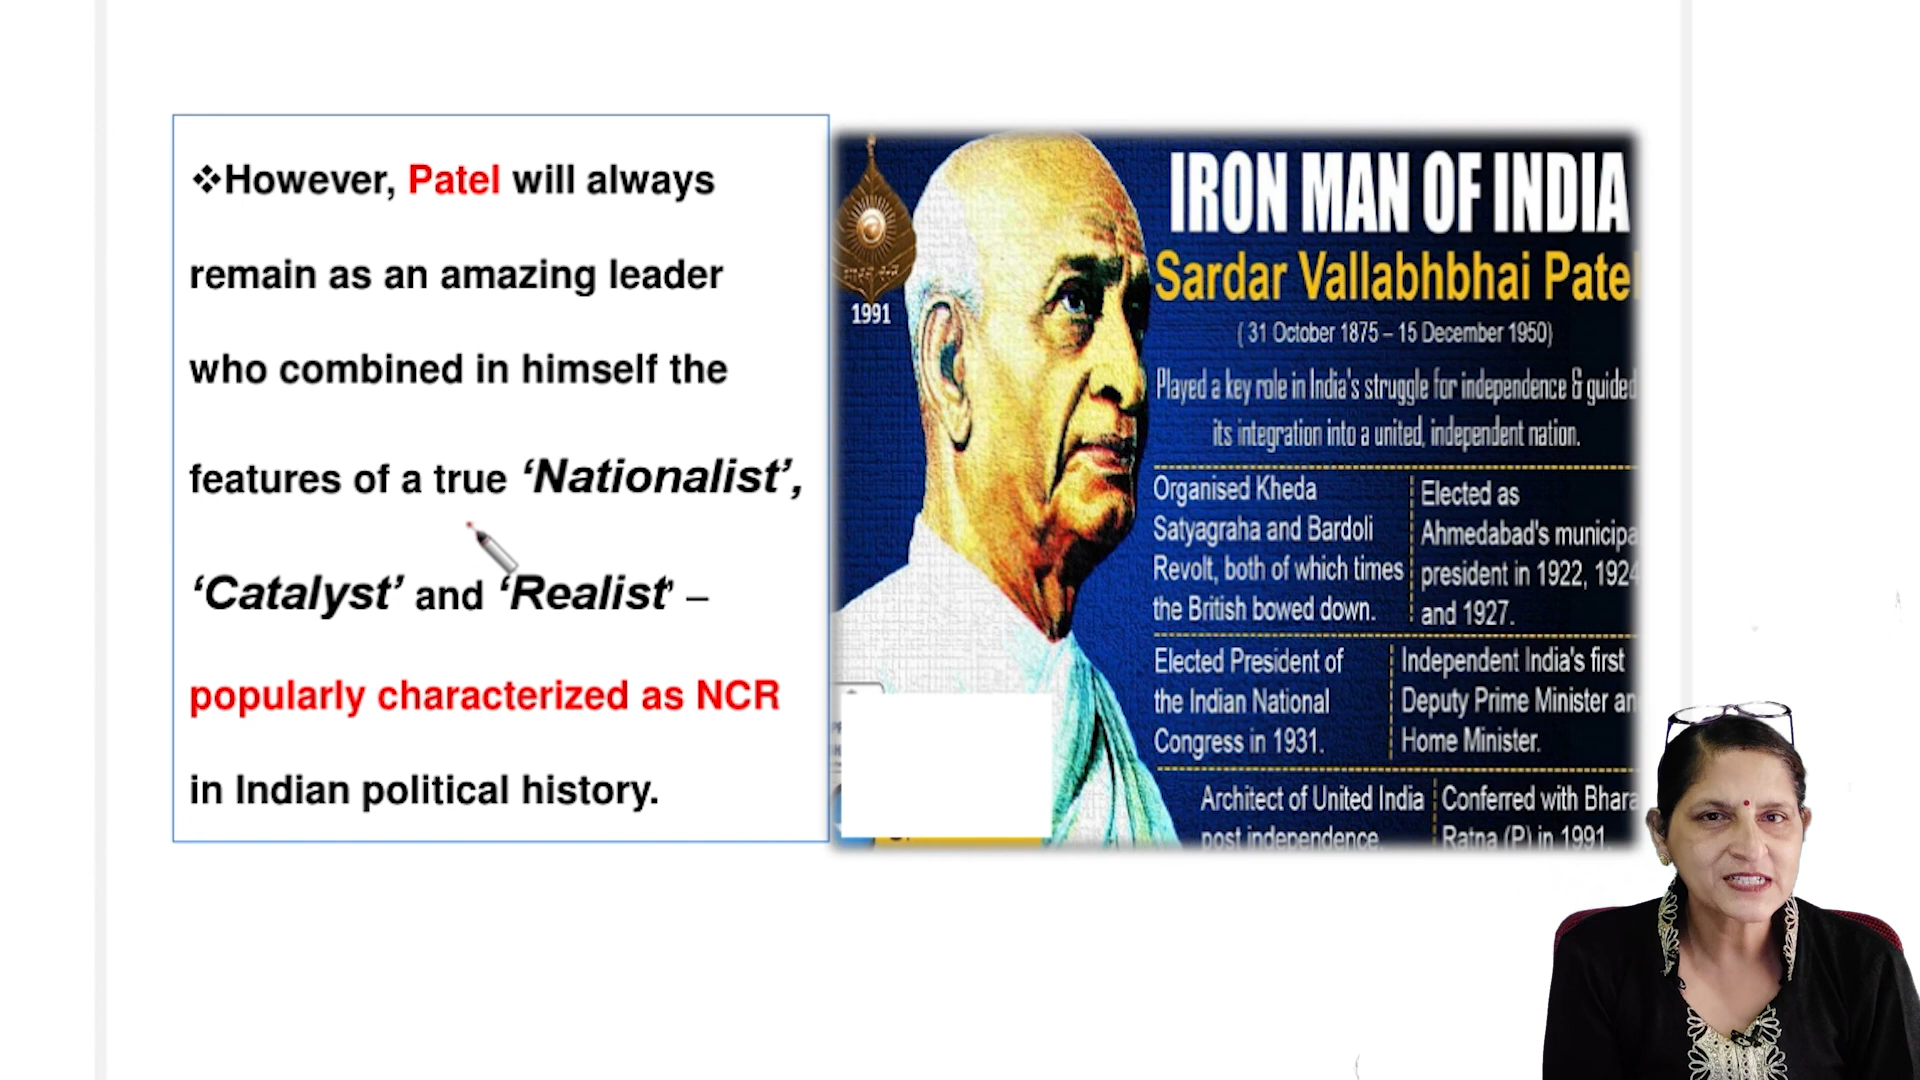 ❖However, Patel will always
remain as an amazing leader
who combined in himself the
features of a true ‘Nationalist’,
‘Catalyst’ and ‘Realist’ –
popularly characterized as NCR
in Indian political history.
1991
IRON MAN OF INDIA
Sardar Vallabhbhai Patel
( 31 October 1875 – 15 December 1950)
Played a key role in India's struggle for independence & guided
its integration into a united, independent nation.
Organised Kheda
Satyagraha and Bardoli
Revolt, both of which times
the British bowed down.
Elected as
Ahmedabad's municipa
president in 1922, 1924
and 1927.
Elected President of
the Indian National
Congress in 1931.
Independent India's first
Deputy Prime Minister an
Home Minister.
Architect of United India
post independence.
Conferred with Bhara
Ratna (P) in 1991.